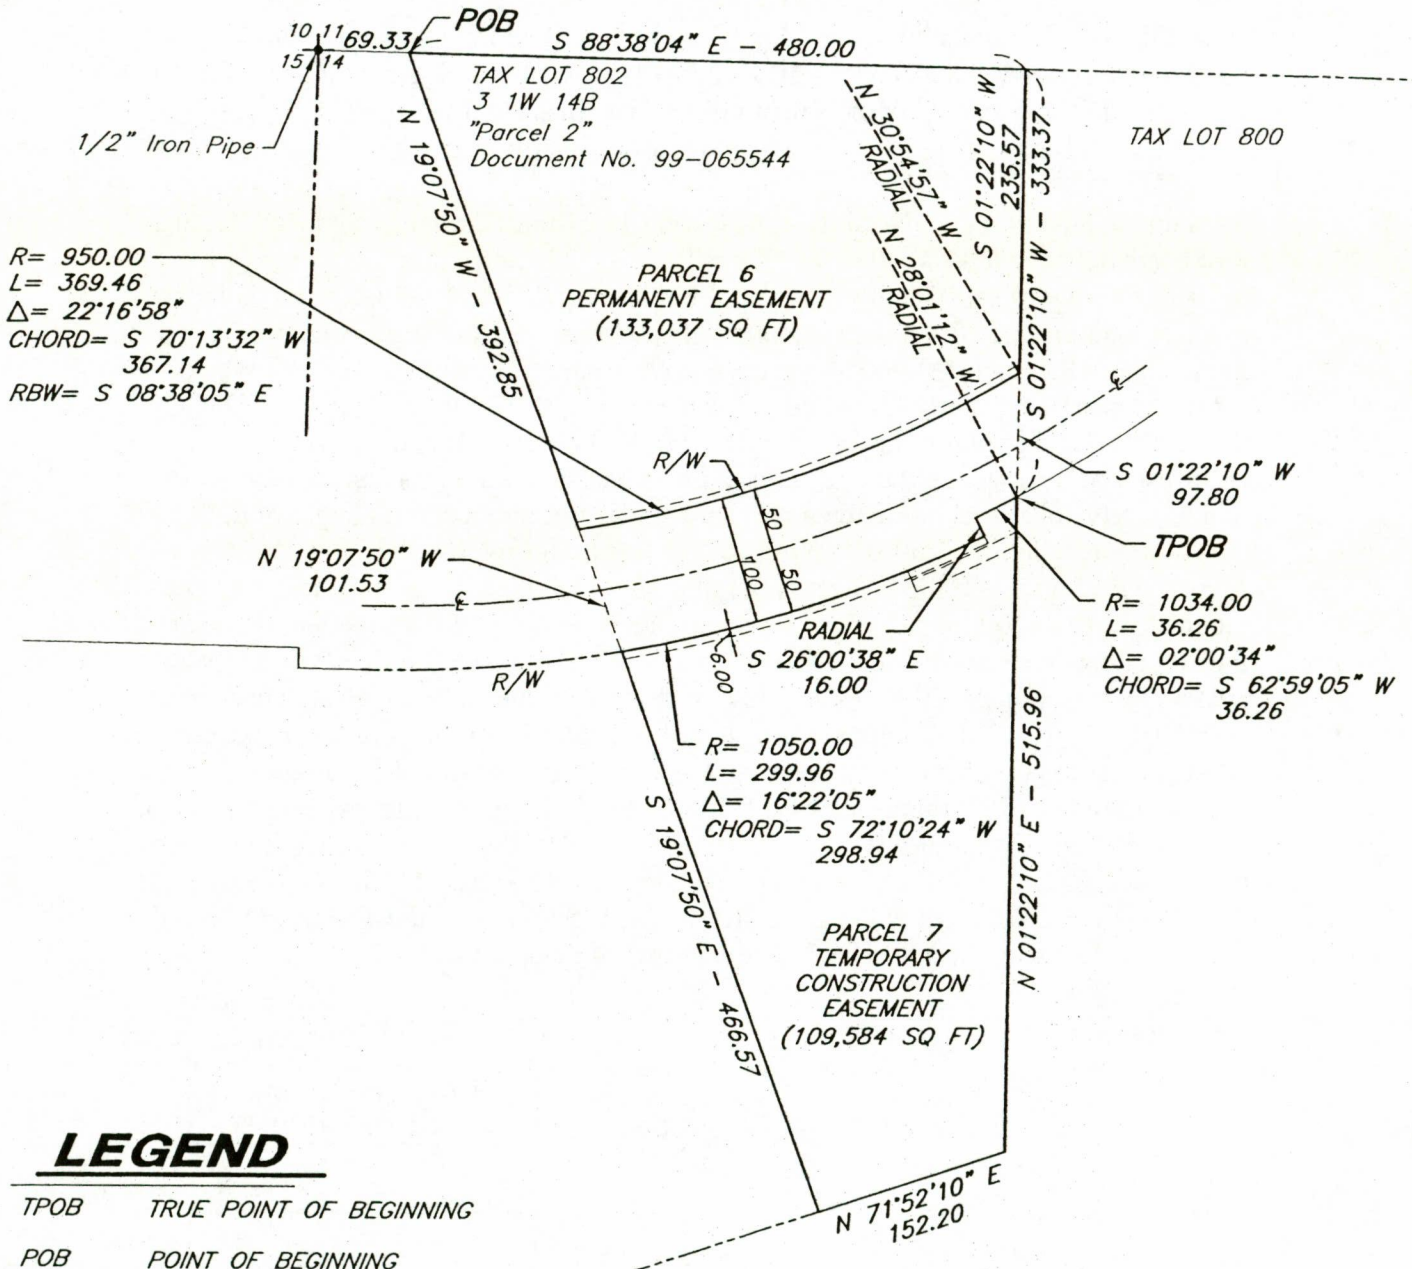 POB
10 11
15 14
69.33
S 88°38'04" E - 480.00
TAX LOT 802
3 1W 14B
"Parcel 2"
Document No. 99-065544
1/2" Iron Pipe
TAX LOT 800
N 19°07'50" W - 392.85
N 30°54'57" W
RADIAL
N 28°01'12" W
RADIAL
S 01°22'10" W
235.57
S 01°22'10" W - 333.37
R= 950.00
L= 369.46
Δ= 22°16'58"
CHORD= S 70°13'32" W
367.14
RBW= S 08°38'05" E
PARCEL 6
PERMANENT EASEMENT
(133,037 SQ FT)
℄
R/W
S 01°22'10" W
97.80
50
100
50
TPOB
N 19°07'50" W
101.53
℄
R= 1034.00
L= 36.26
Δ= 02°00'34"
CHORD= S 62°59'05" W
36.26
RADIAL
S 26°00'38" E
16.00
6.00
R/W
R= 1050.00
L= 299.96
Δ= 16°22'05"
CHORD= S 72°10'24" W
298.94
S 19°07'50" E - 466.57
N 01°22'10" E - 515.96
PARCEL 7
TEMPORARY
CONSTRUCTION
EASEMENT
(109,584 SQ FT)
N 71°52'10" E
152.20
LEGEND
TPOB TRUE POINT OF BEGINNING
POB POINT OF BEGINNING